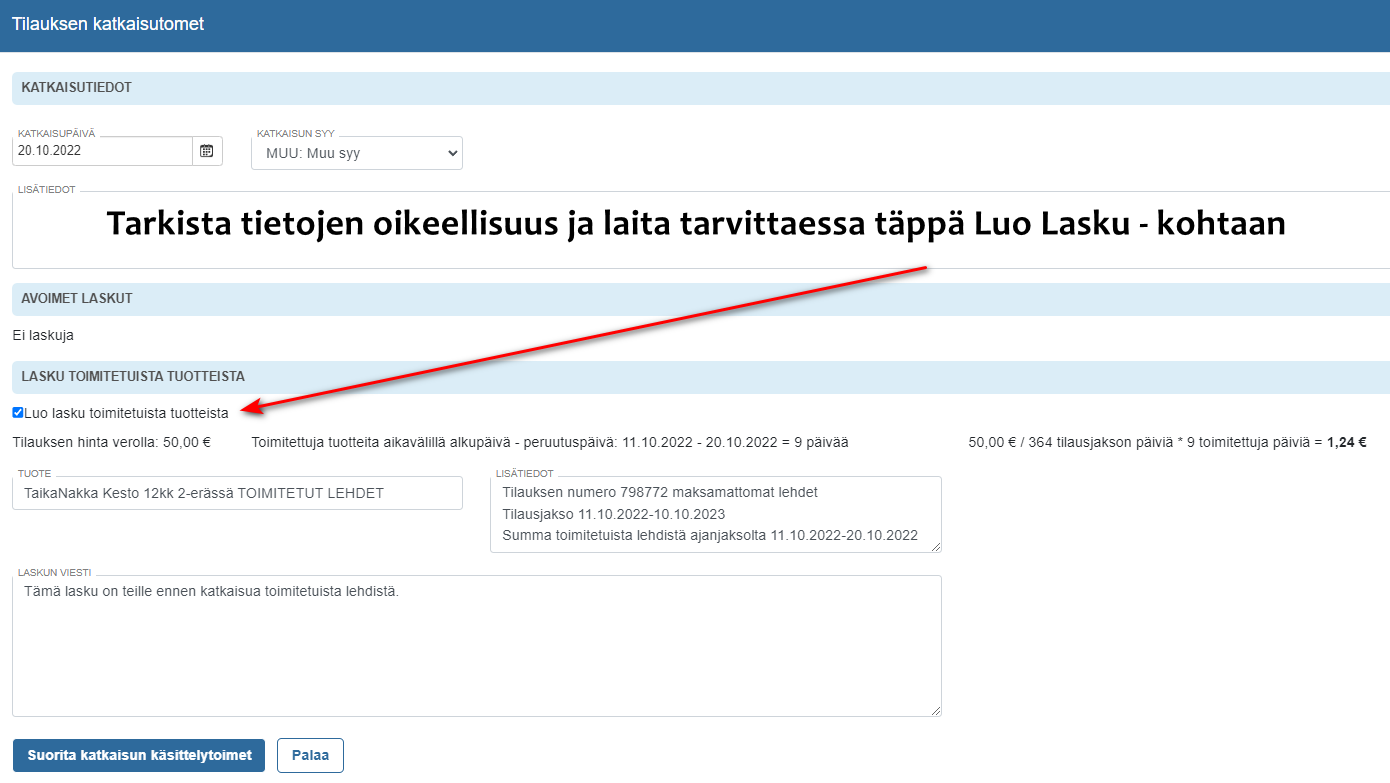 Tilauksen katkaisutomet
KATKAISUTIEDOT
KATKAISUPÄIVÄ
20.10.2022
KATKAISUN SYY
MUU: Muu syy
LISÄTIEDOT
Tarkista tietojen oikeellisuus ja laita tarvittaessa täppä Luo Lasku - kohtaan
AVOIMET LASKUT
Ei laskuja
LASKU TOIMITETUISTA TUOTTEISTA
Luo lasku toimitetuista tuotteista
Tilauksen hinta verolla: 50,00 €
Toimitettuja tuotteita aikavälillä alkupäivä - peruutuspäivä: 11.10.2022 - 20.10.2022 = 9 päivää
50,00 € / 364 tilausjakson päiviä * 9 toimitettuja päiviä = 1,24 €
TUOTE
TaikaNakka Kesto 12kk 2-erässä TOIMITETUT LEHDET
LISÄTIEDOT
Tilauksen numero 798772 maksamattomat lehdet
Tilausjakso 11.10.2022-10.10.2023
Summa toimitetuista lehdistä ajanjaksolta 11.10.2022-20.10.2022
LASKUN VIESTI
Tämä lasku on teille ennen katkaisua toimitetuista lehdistä.
Suorita katkaisun käsittelytoimet
Palaa